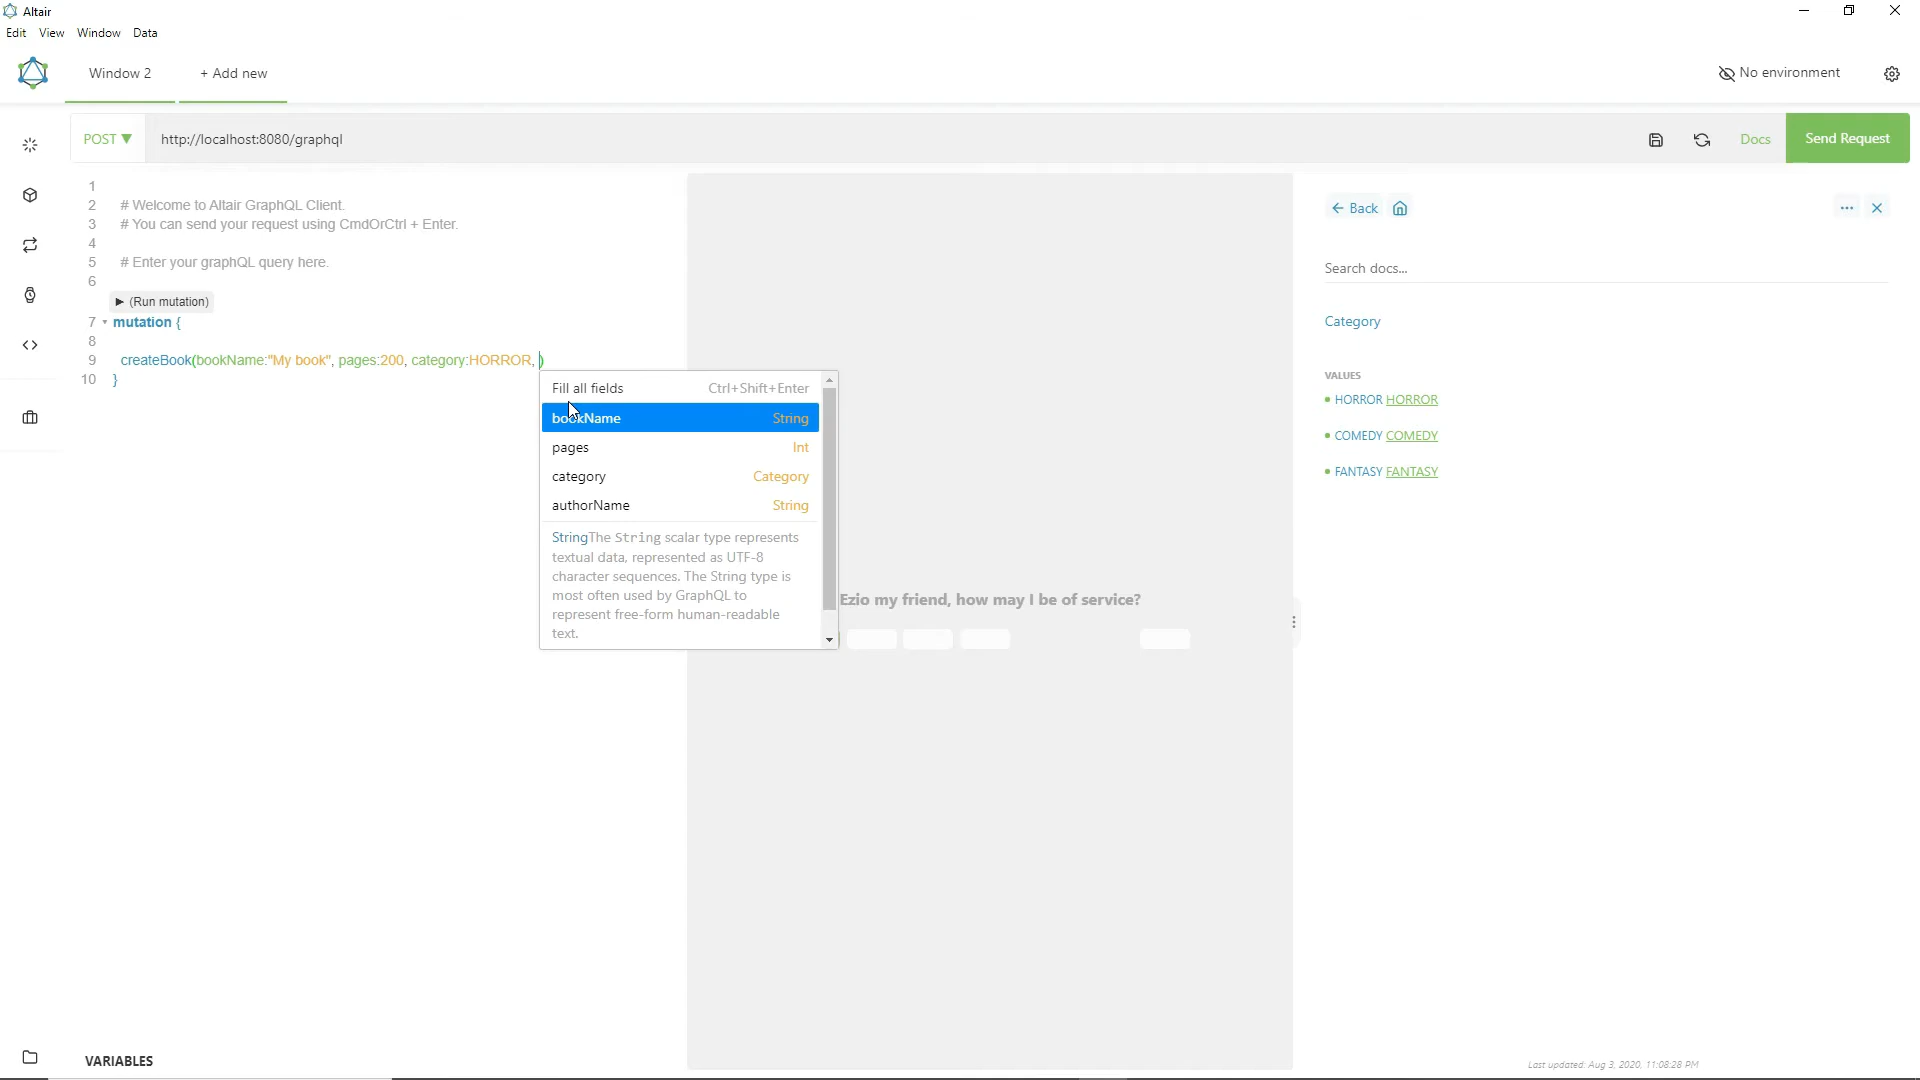 Altair
Edit View Window Data
Window 2 + Add new No environment
POST ▼ http://localhost:8080/graphql Docs Send Request
1
2 # Welcome to Altair GraphQL Client.
3 # You can send your request using CmdOrCtrl + Enter.
4
5 # Enter your graphQL query here.
6
▶ (Run mutation)
7 mutation {
8
9 createBook(bookName:"My book", pages:200, category:HORROR, )
10 }
Fill all fields Ctrl+Shift+Enter
bookName String
pages Int
category Category
authorName String
StringThe String scalar type represents
textual data, represented as UTF-8
character sequences. The String type is
most often used by GraphQL to
represent free-form human-readable
text.
Ezio my friend, how may I be of service?
← Back
Search docs...
Category
VALUES
HORROR HORROR
COMEDY COMEDY
FANTASY FANTASY
VARIABLES
Last updated: Aug 3, 2020, 11:08:28 PM